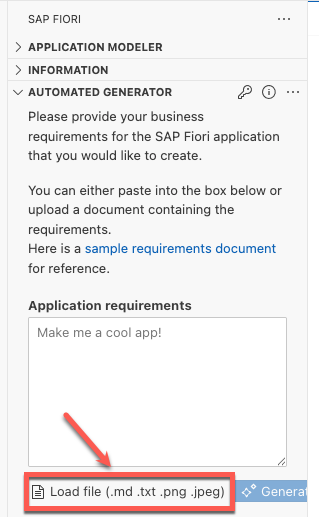 SAP FIORI
APPLICATION MODELER
INFORMATION
AUTOMATED GENERATOR
Please provide your business
requirements for the SAP Fiori application
that you would like to create.
You can either paste into the box below or
upload a document containing the
requirements.
Here is a sample requirements document
for reference.
Application requirements
Make me a cool app!
Load file (.md .txt .png .jpeg)
Genera